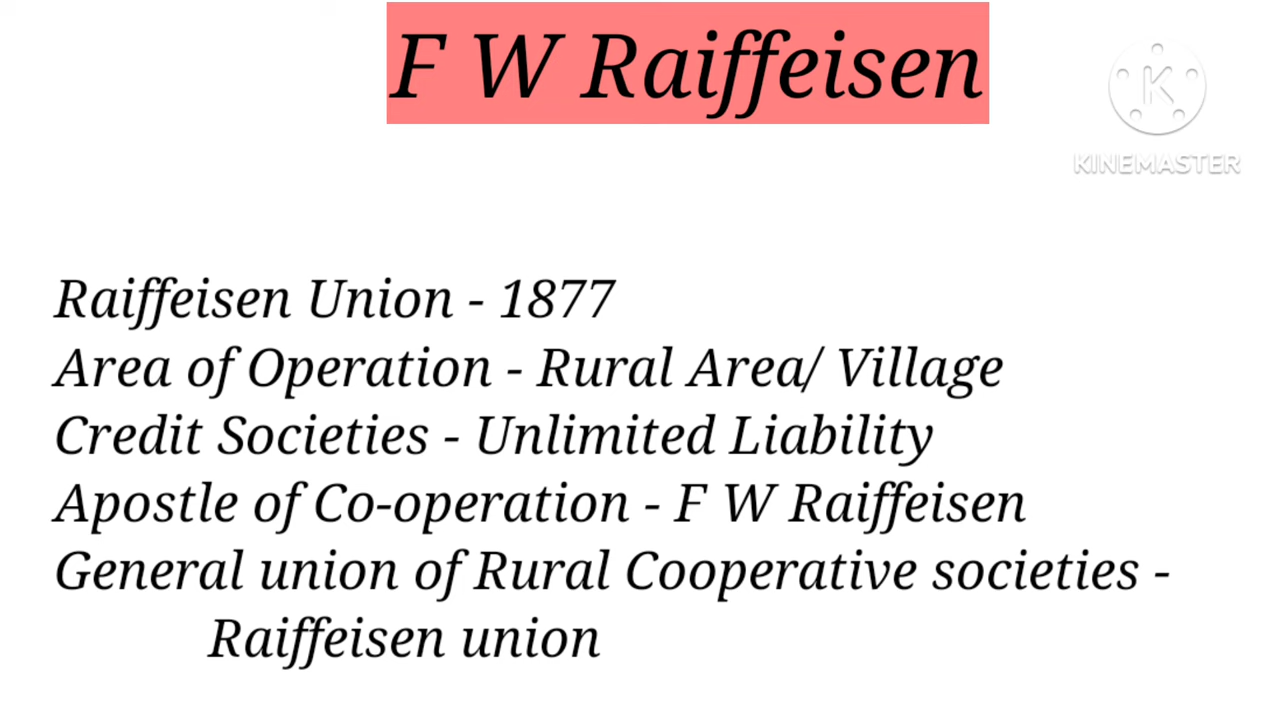 F W Raiffeisen
K
KINEMASTER
Raiffeisen Union - 1877
Area of Operation - Rural Area/ Village
Credit Societies - Unlimited Liability
Apostle of Co-operation - F W Raiffeisen
General union of Rural Cooperative societies -
Raiffeisen union